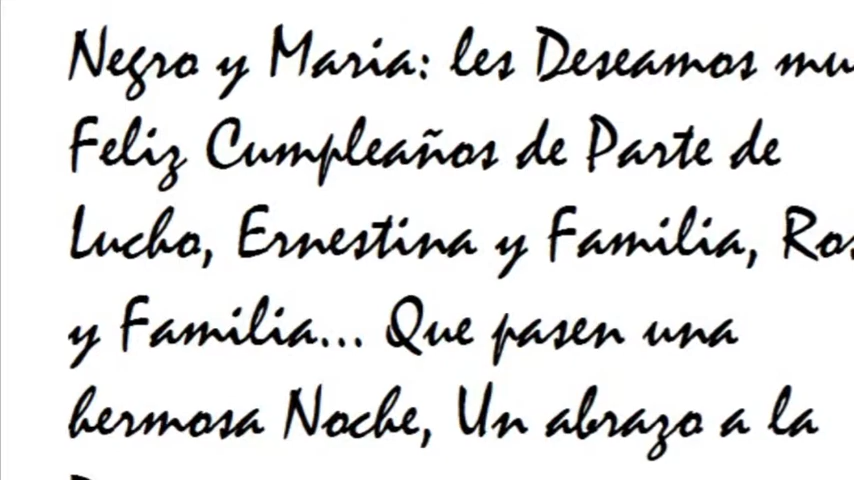 Negro y Maria: les Deseamos
Feliz Cumpleaños de Parte de
Lucho, Ernestina y Familia,
y Familia... Que pasen una
hermosa Noche, Un abrazo a la